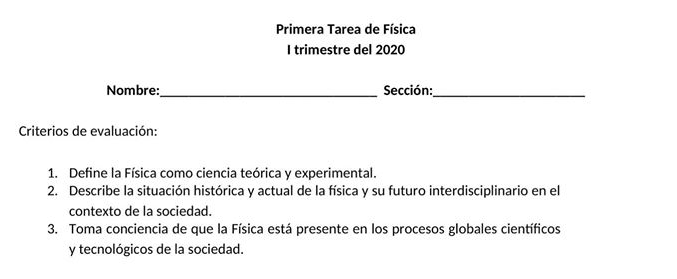 Primera Tarea de Física
I trimestre del 2020
Nombre:______________________________ Sección:_____________________
Criterios de evaluación:
1. Define la Física como ciencia teórica y experimental.
2. Describe la situación histórica y actual de la física y su futuro interdisciplinario en el
contexto de la sociedad.
3. Toma conciencia de que la Física está presente en los procesos globales científicos
y tecnológicos de la sociedad.